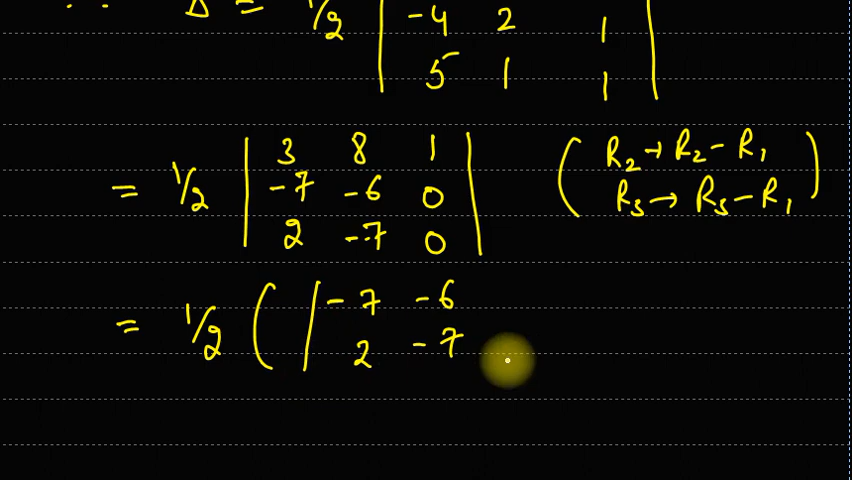 ∴ Δ = 1/2 | -4 2 1
5 1 1 |
= 1/2 | 3 8 1 | ( R2 → R2 - R1
-7 -6 0
R3 → R3 - R1 )
2 -7 0
= 1/2 ( | -7 -6
2 -7